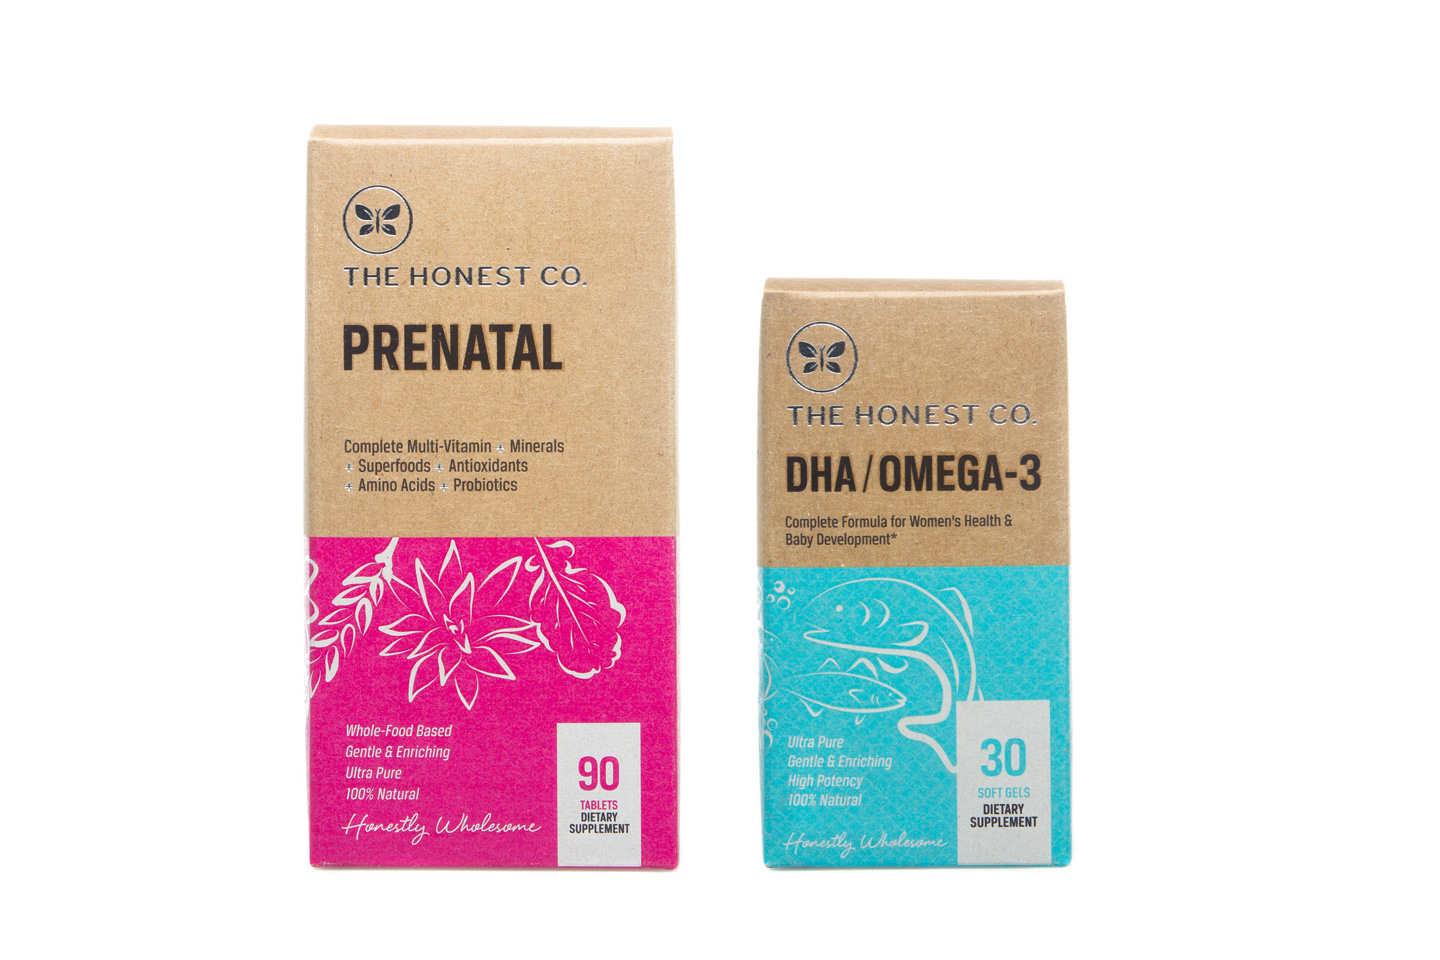 THE HONEST CO.
PRENATAL
Complete Multi-Vitamin + Minerals
+ Superfoods + Antioxidants
+ Amino Acids + Probiotics
Whole-Food Based
Gentle & Enriching
Ultra Pure
100% Natural
Honestly Wholesome
90
TABLETS
DIETARY
SUPPLEMENT
THE HONEST CO.
DHA/OMEGA-3
Complete Formula for Women's Health &
Baby Development*
Ultra Pure
Gentle & Enriching
High Potency
100% Natural
Honestly Wholesome
30
SOFT GELS
DIETARY
SUPPLEMENT